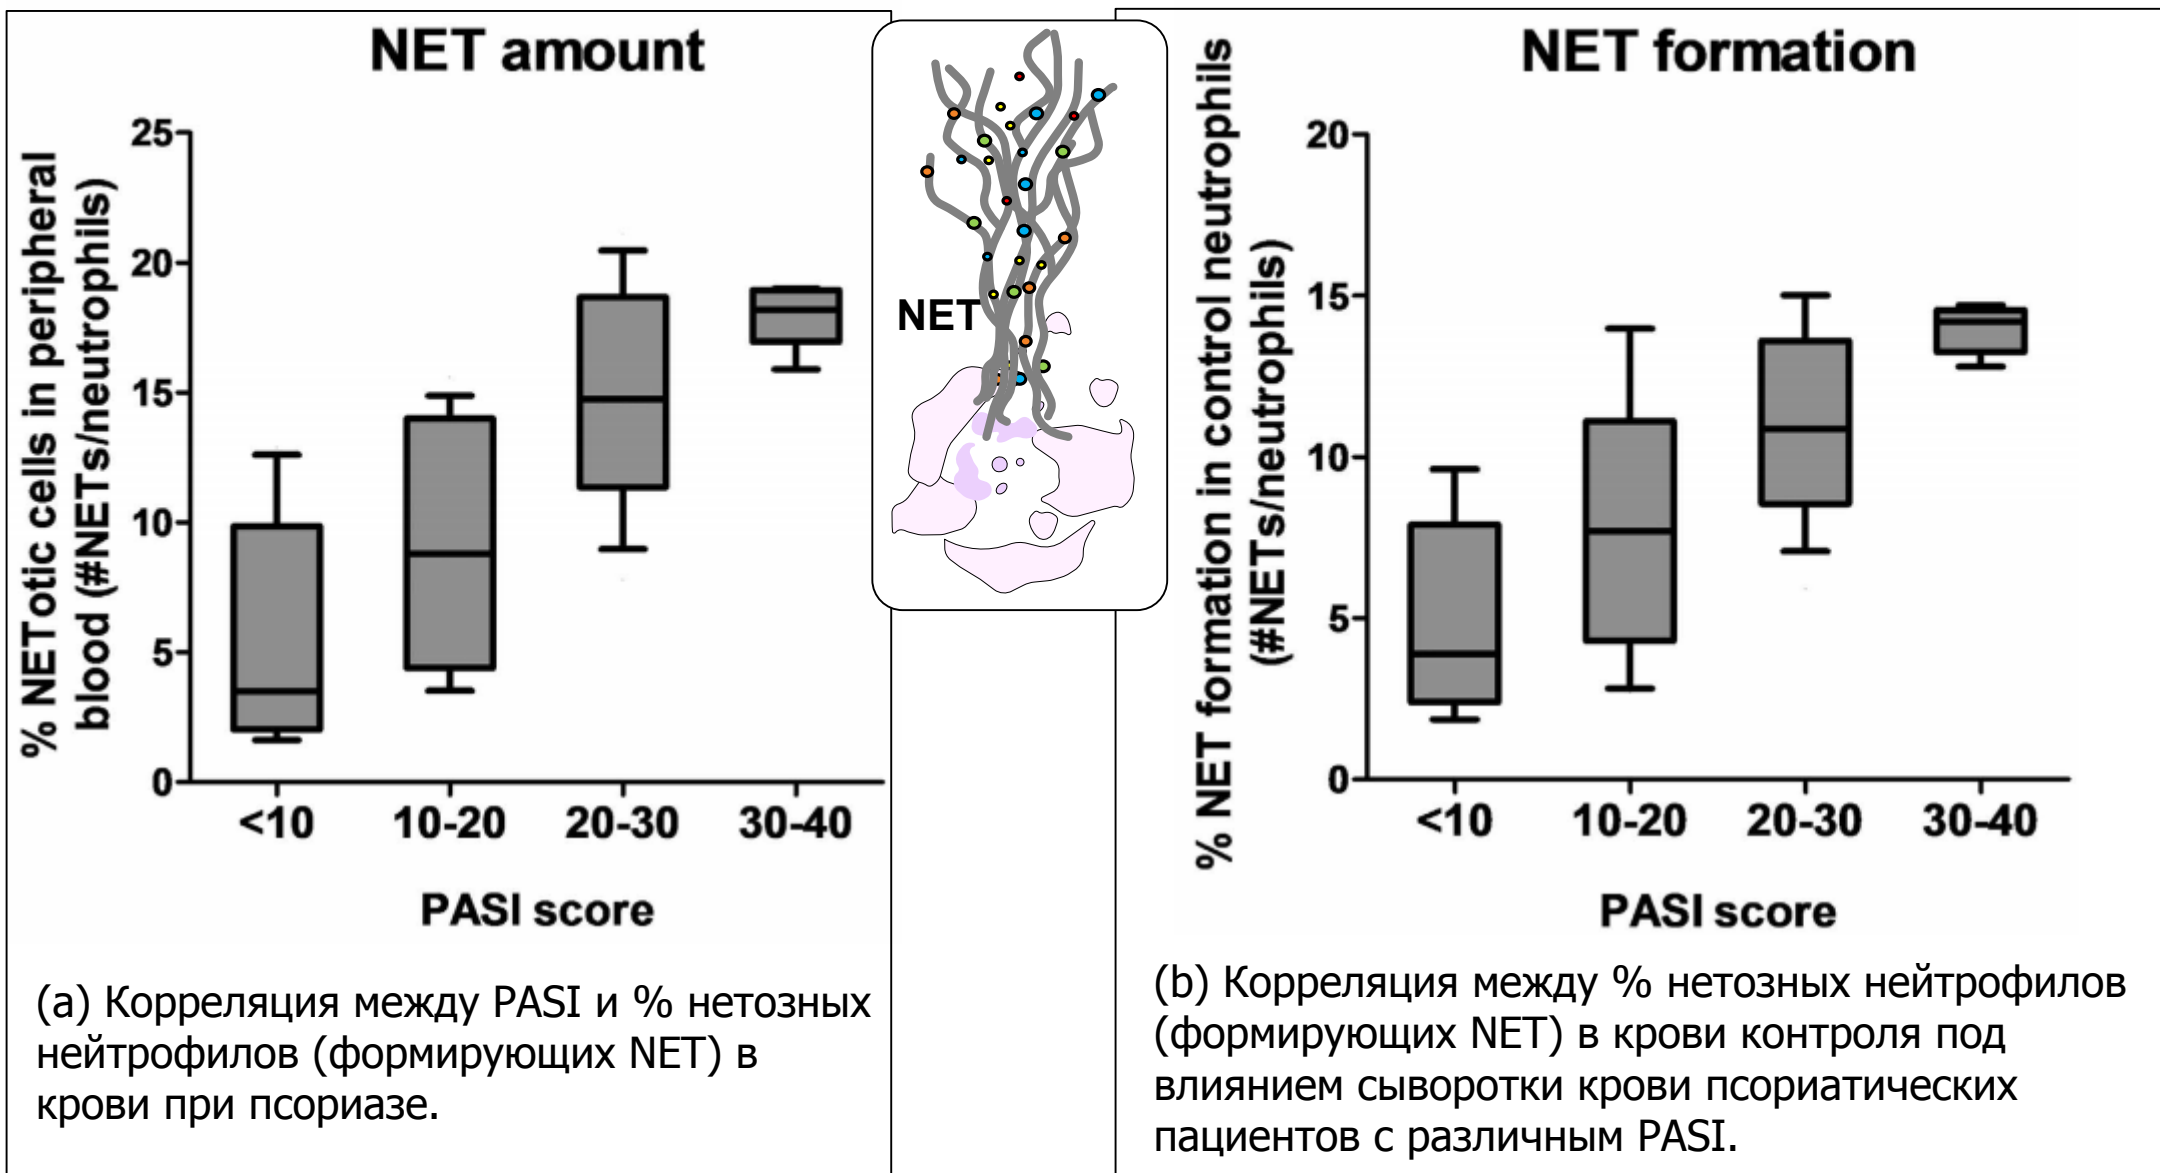 NET amount
% NETotic cells in peripheral
blood (#NETs/neutrophils)
25
20
15
10
5
0
<10 10-20 20-30 30-40
PASI score
(a) Корреляция между PASI и % нетозных
нейтрофилов (формирующих NET) в
крови при псориазе.
NET
NET formation
% NET formation in control neutrophils
(#NETs/neutrophils)
20
15
10
5
0
<10 10-20 20-30 30-40
PASI score
(b) Корреляция между % нетозных нейтрофилов
(формирующих NET) в крови контроля под
влиянием сыворотки крови псориатических
пациентов с различным PASI.